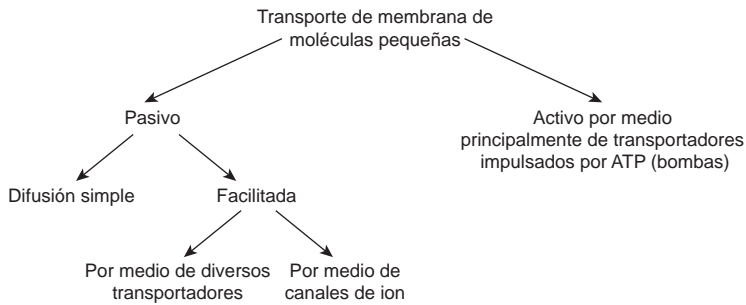 Transporte de membrana de
moléculas pequeñas
Pasivo
Activo por medio
principalmente de transportadores
impulsados por ATP (bombas)
Difusión simple
Facilitada
Por medio de diversos
transportadores
Por medio de
canales de ion